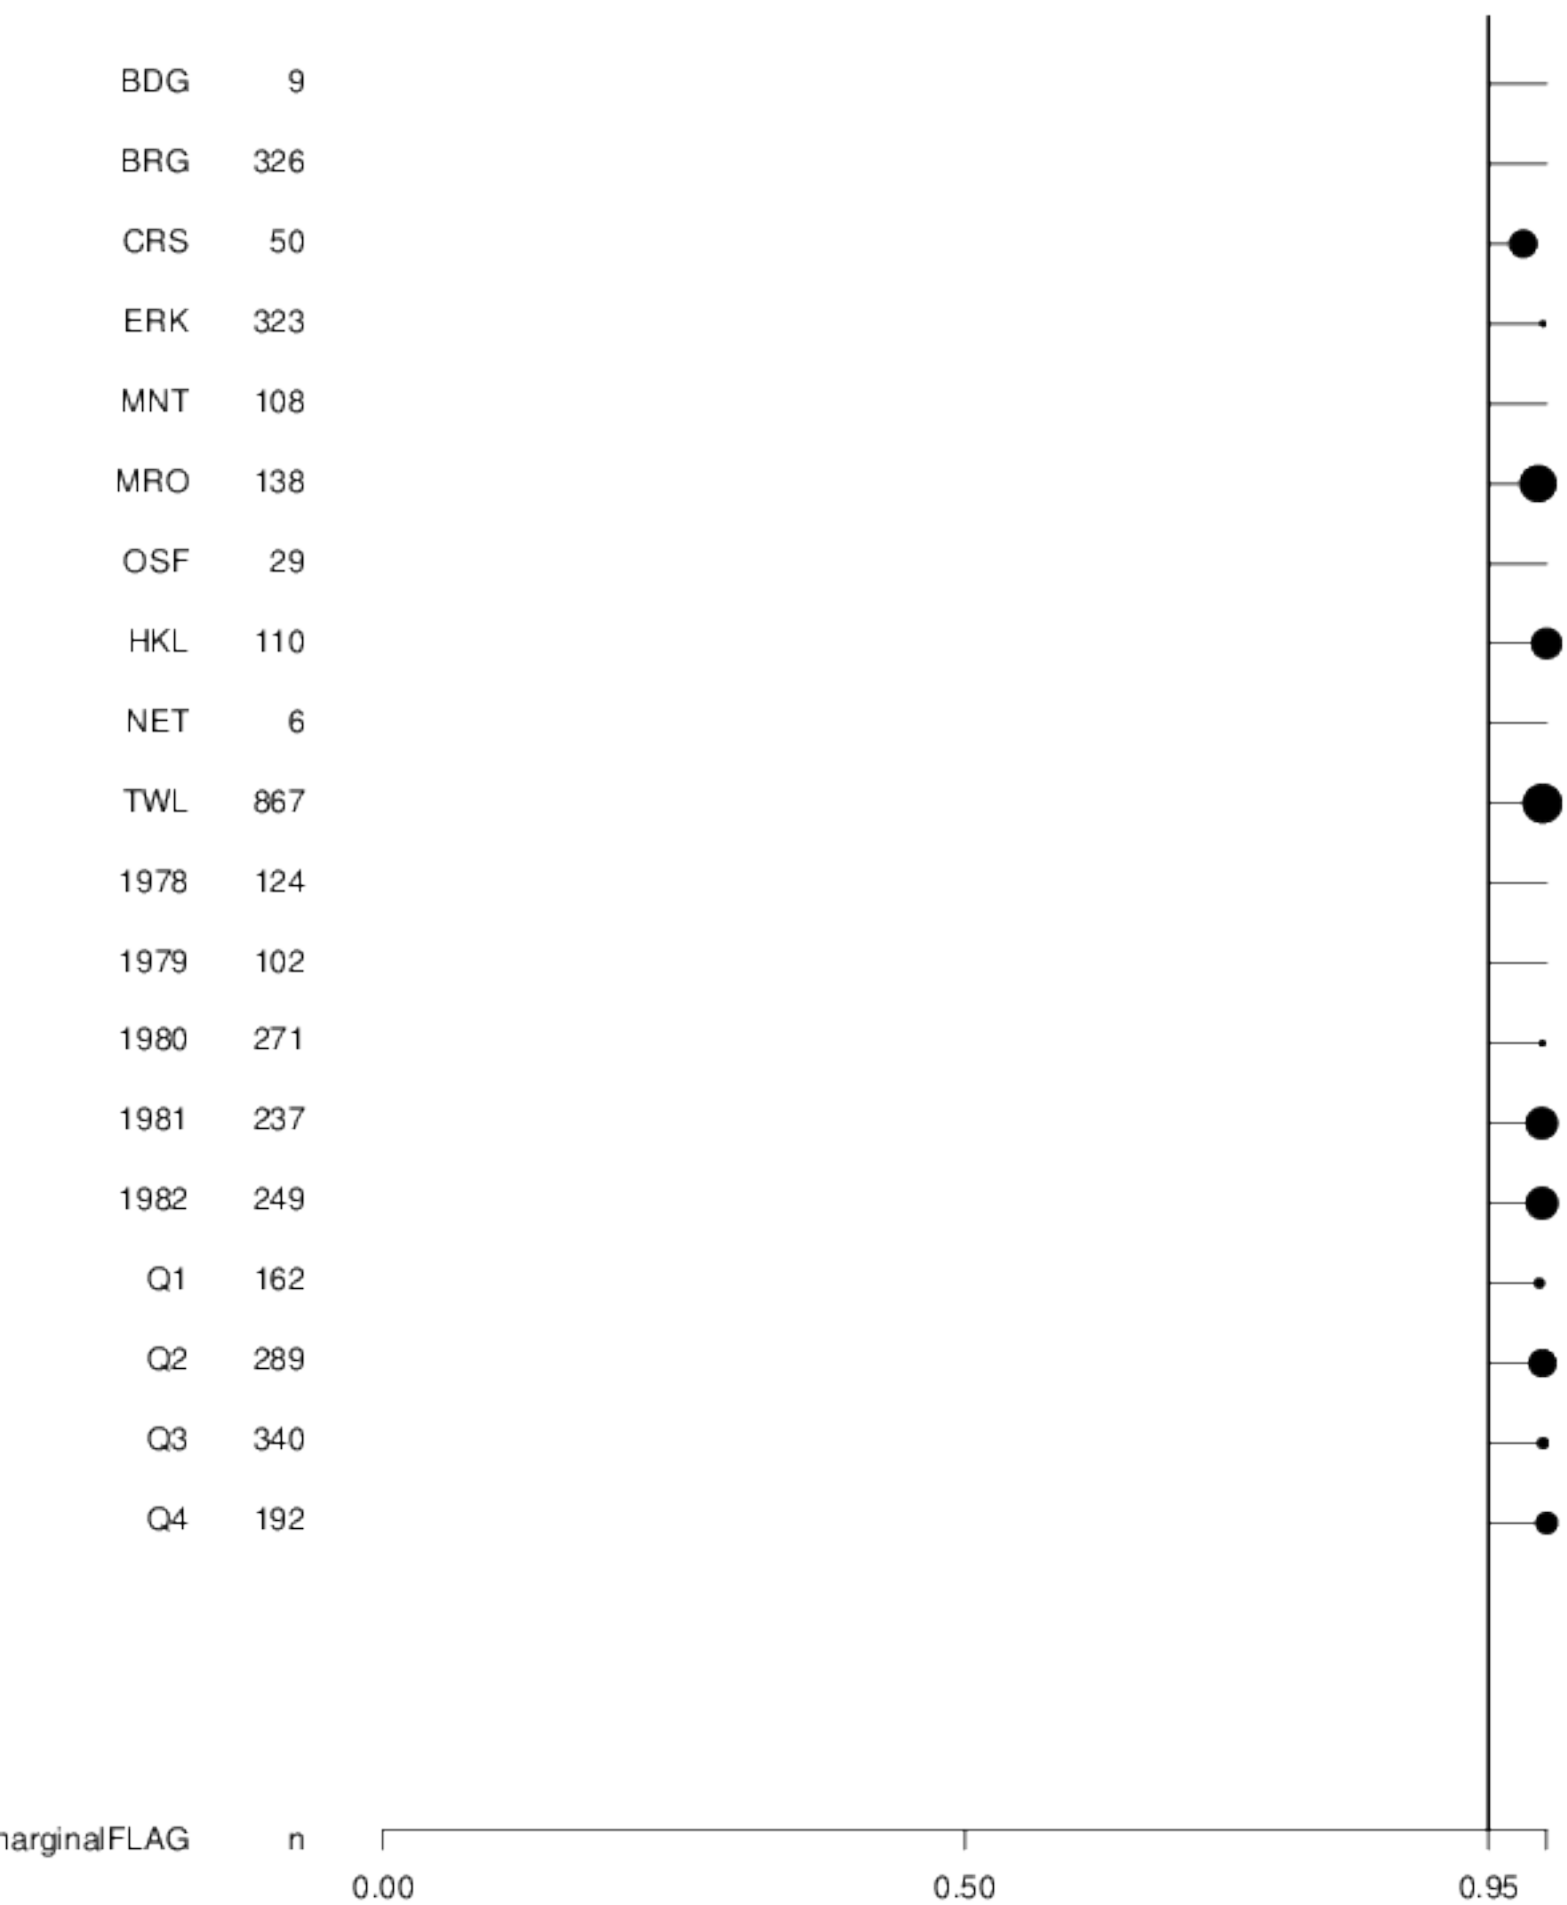 BDG 9
BRG 326
CRS 50
ERK 323
MNT 108
MRO 138
OSF 29
HKL 110
NET 6
TWL 867
1978 124
1979 102
1980 271
1981 237
1982 249
Q1 162
Q2 289
Q3 340
Q4 192
FLAG n
0.00 0.50 0.95